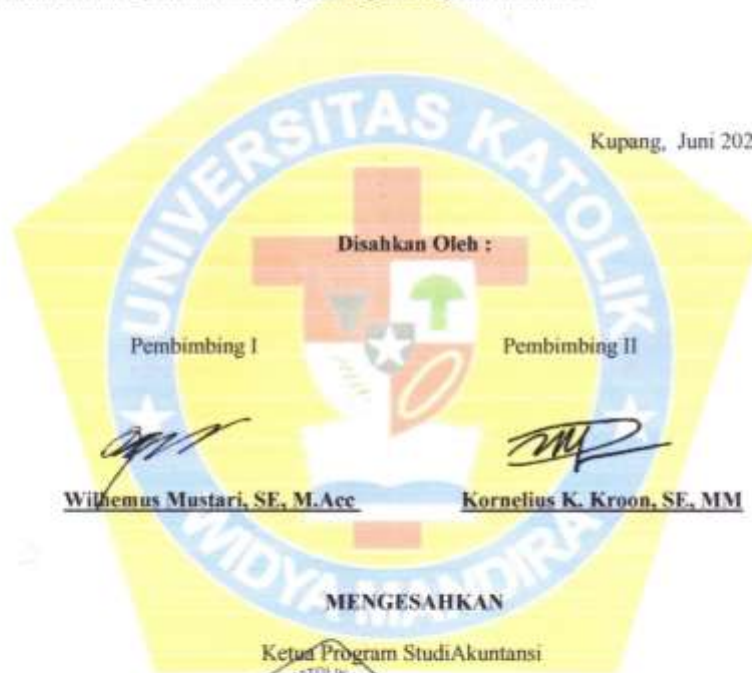 Kupang, Juni 202
Disahkan Oleh :
Pembimbing I Pembimbing II
Wilhemus Mustari, SE, M.Acc Kornelius K. Kroon, SE, MM
MENGESAHKAN
Ketua Program StudiAkuntansi
UNIVERSITAS KATOLIK
WIDYA MANDIRA